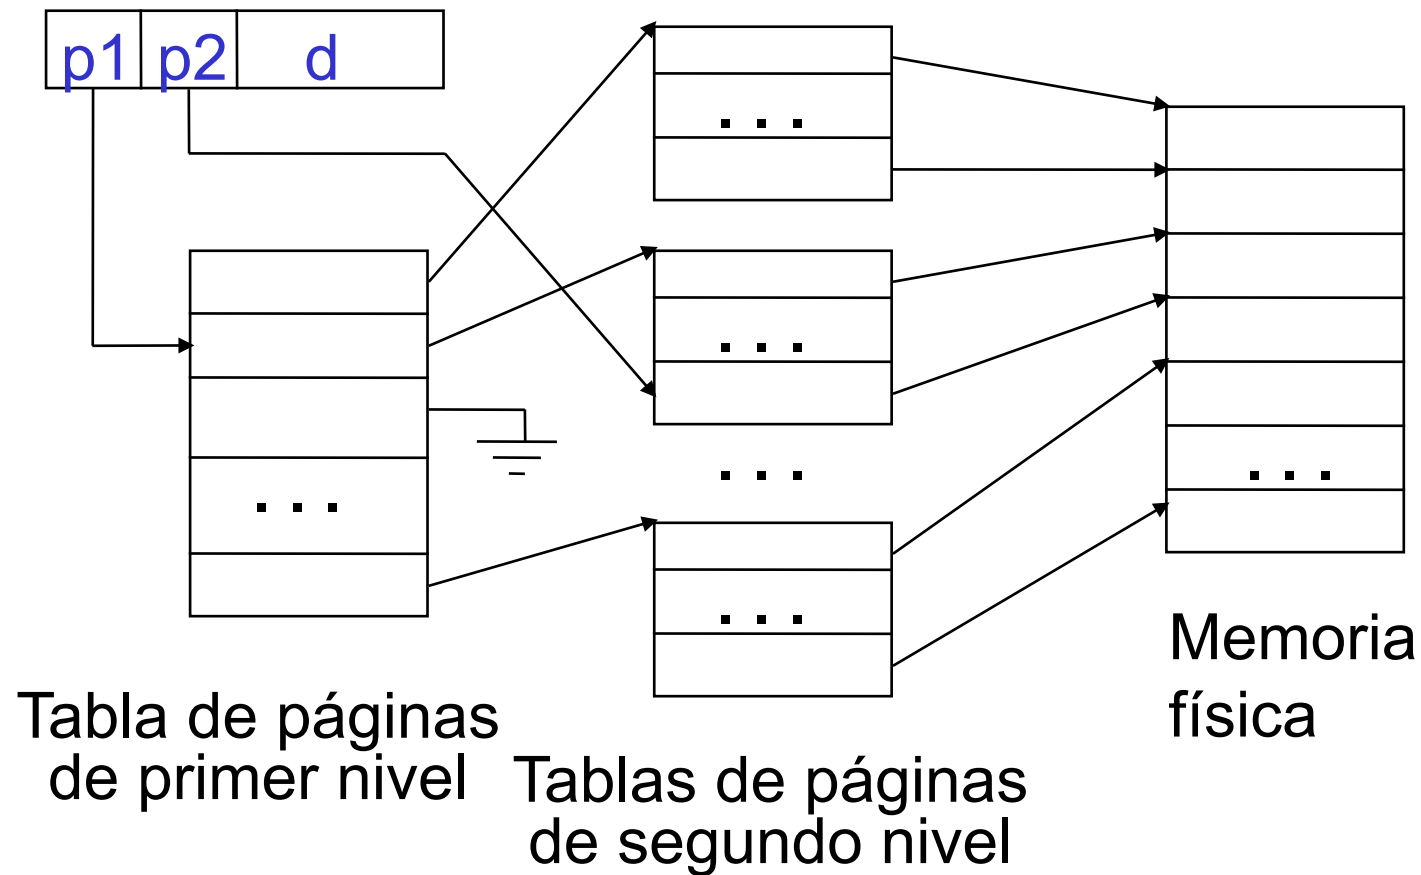 p1 p2 d
. . .
. . .
. . .
. . .
. . .
. . .
Memoria
física
Tabla de páginas
de primer nivel
Tablas de páginas
de segundo nivel